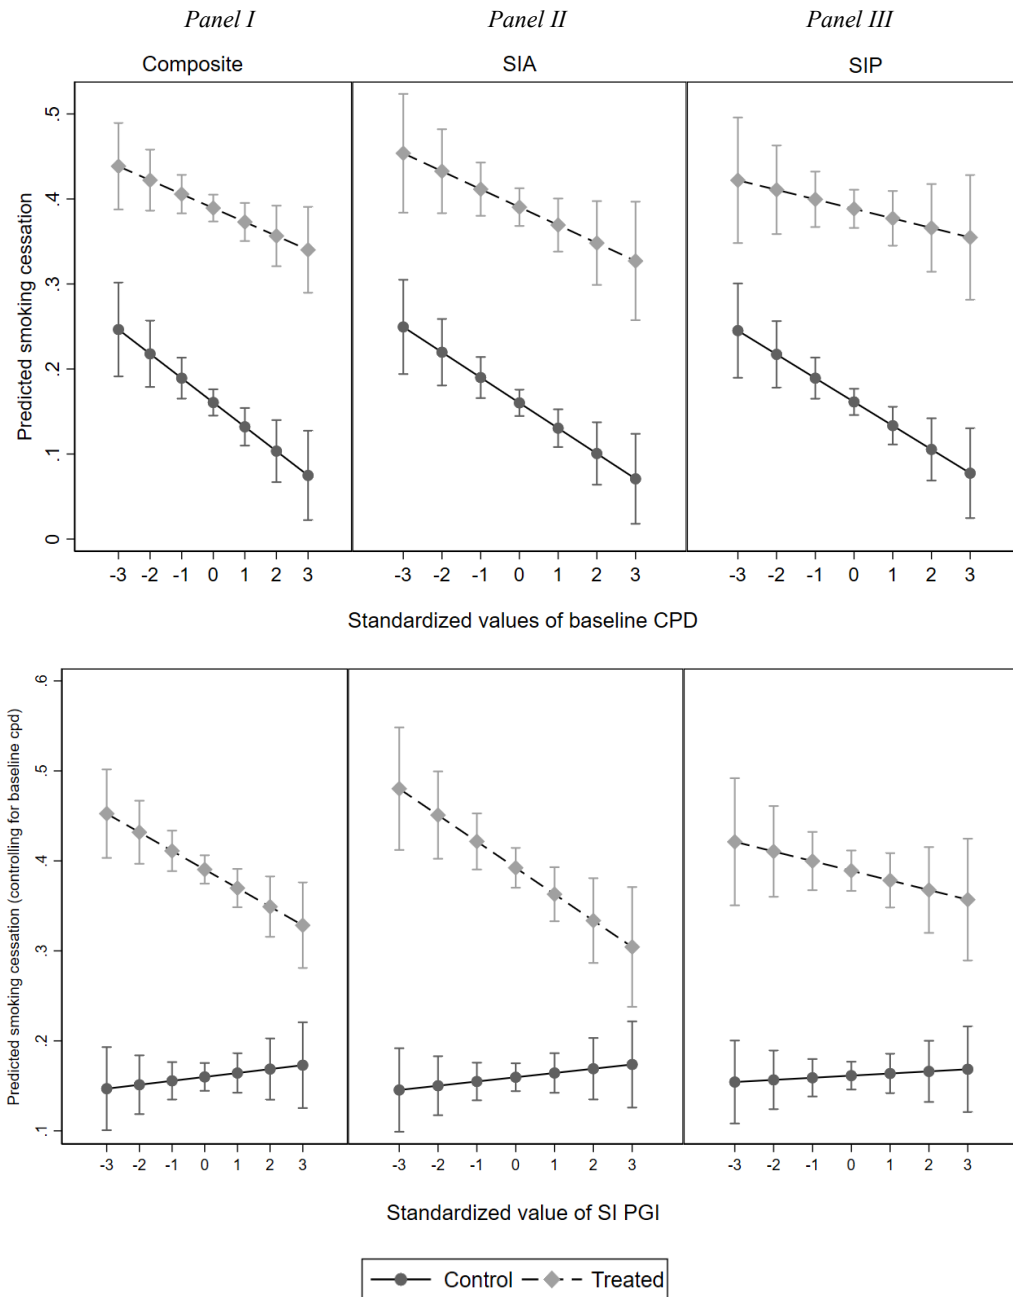 Panel I Panel II Panel III
Composite SIA SIP
Predicted smoking cessation
.5
.4
.3
.2
.1
0
-3 -2 -1 0 1 2 3 -3 -2 -1 0 1 2 3 -3 -2 -1 0 1 2 3
Standardized values of baseline CPD
Predicted smoking cessation (controlling for baseline cpd)
.6
.5
.4
.3
.2
.1
-3 -2 -1 0 1 2 3 -3 -2 -1 0 1 2 3 -3 -2 -1 0 1 2 3
Standardized value of SI PGI
Control Treated